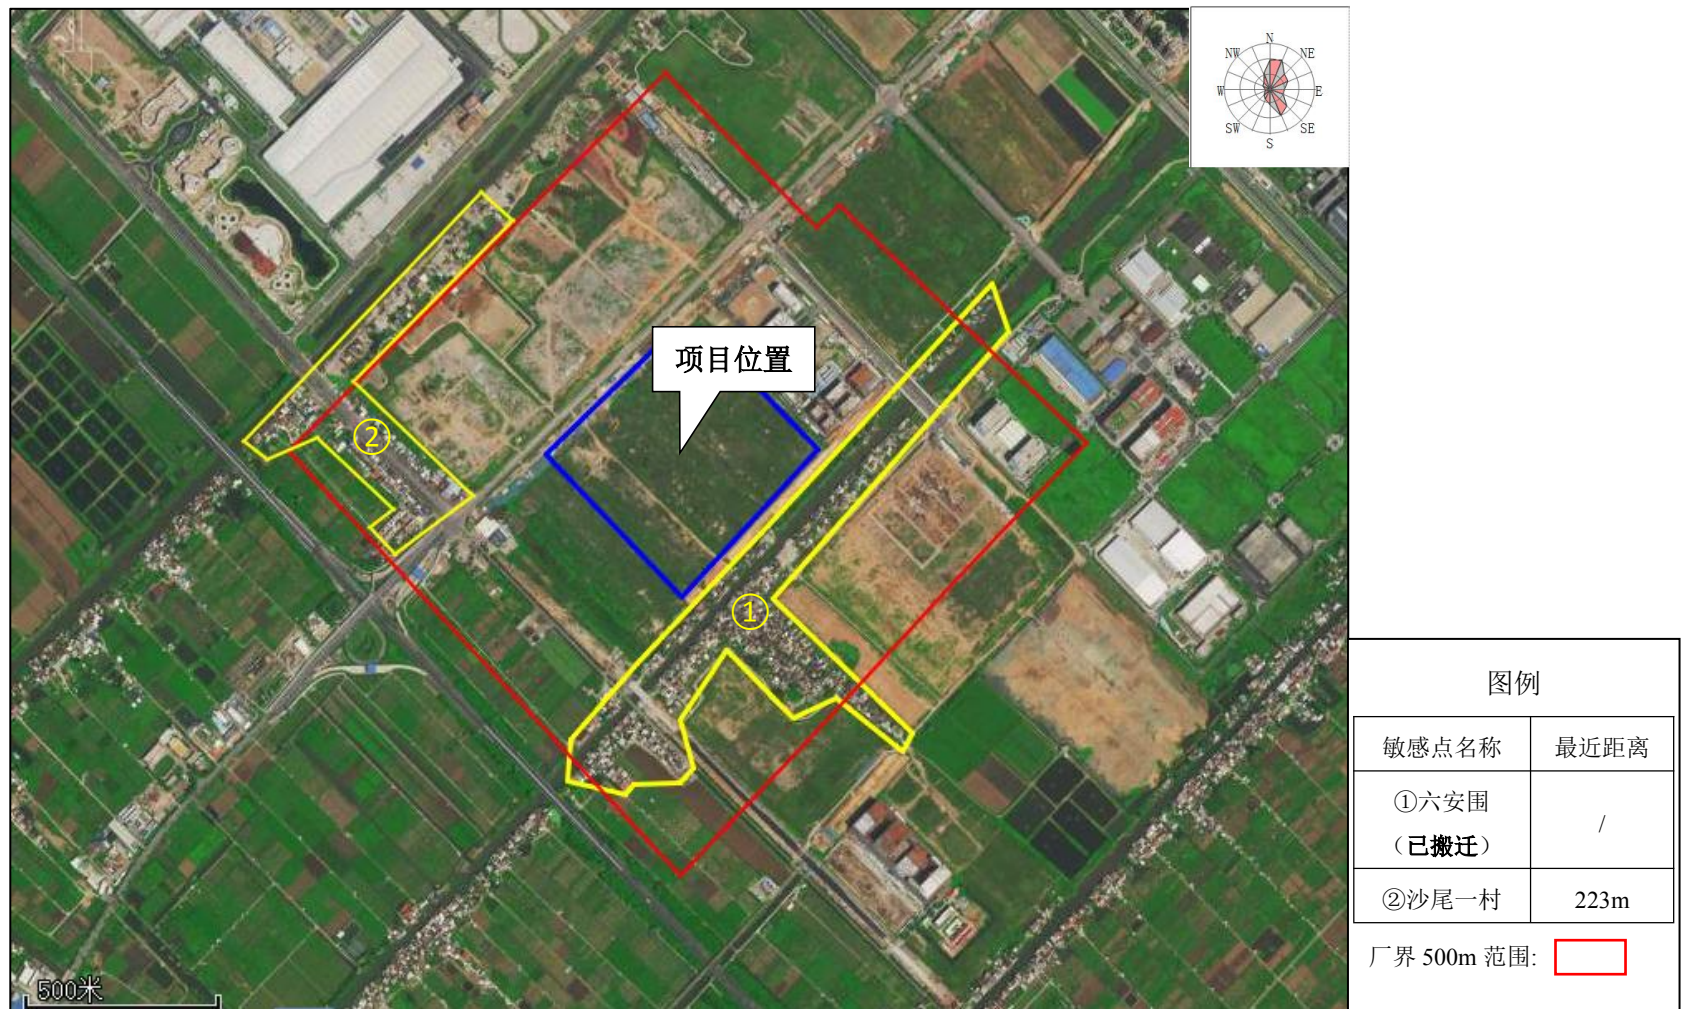 N
NW
NE
W
E
SW
SE
S
项目位置
②
①
500米
图例
敏感点名称
最近距离
①六安围
（已搬迁）
/
②沙尾一村
223m
厂界 500m 范围: